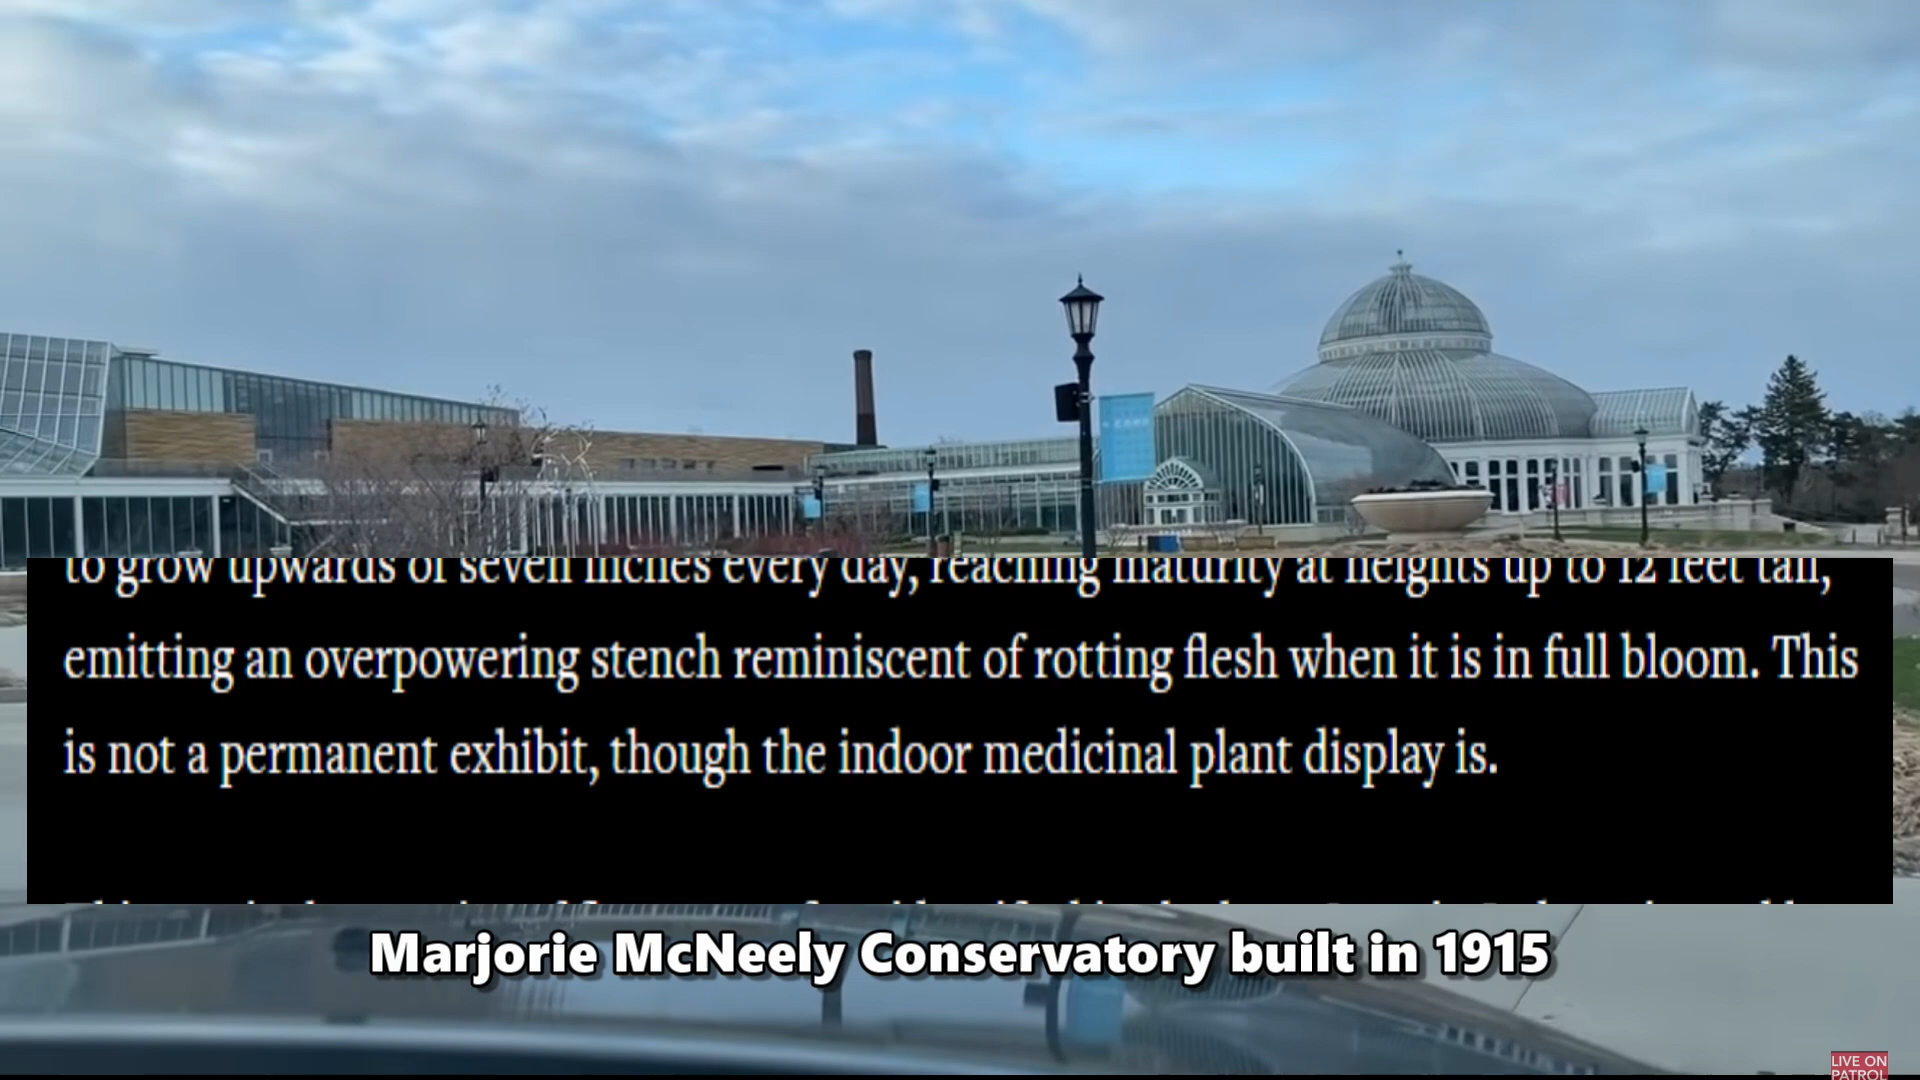 to grow upwards of seven inches every day, reaching maturity at heights up to 12 feet tall,
emitting an overpowering stench reminiscent of rotting flesh when it is in full bloom. This
is not a permanent exhibit, though the indoor medicinal plant display is.
Marjorie McNeely Conservatory built in 1915
LIVE ON
PATROL